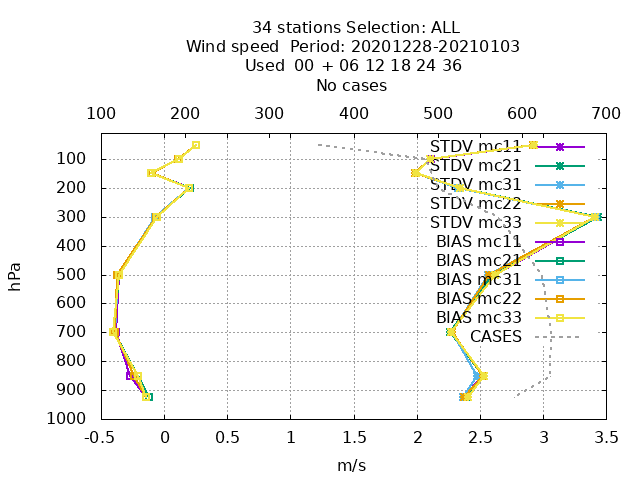 34 stations Selection: ALL
Wind speed  Period: 20201228-20210103
Used  00 + 06 12 18 24 36
No cases
100 200 300 400 500 600 700
STDV mc11
STDV mc21
STDV mc31
STDV mc22
STDV mc33
BIAS mc11
BIAS mc21
BIAS mc31
BIAS mc22
BIAS mc33
CASES
100
200
300
400
500
600
700
800
900
1000
hPa
-0.5 0 0.5 1 1.5 2 2.5 3 3.5
m/s